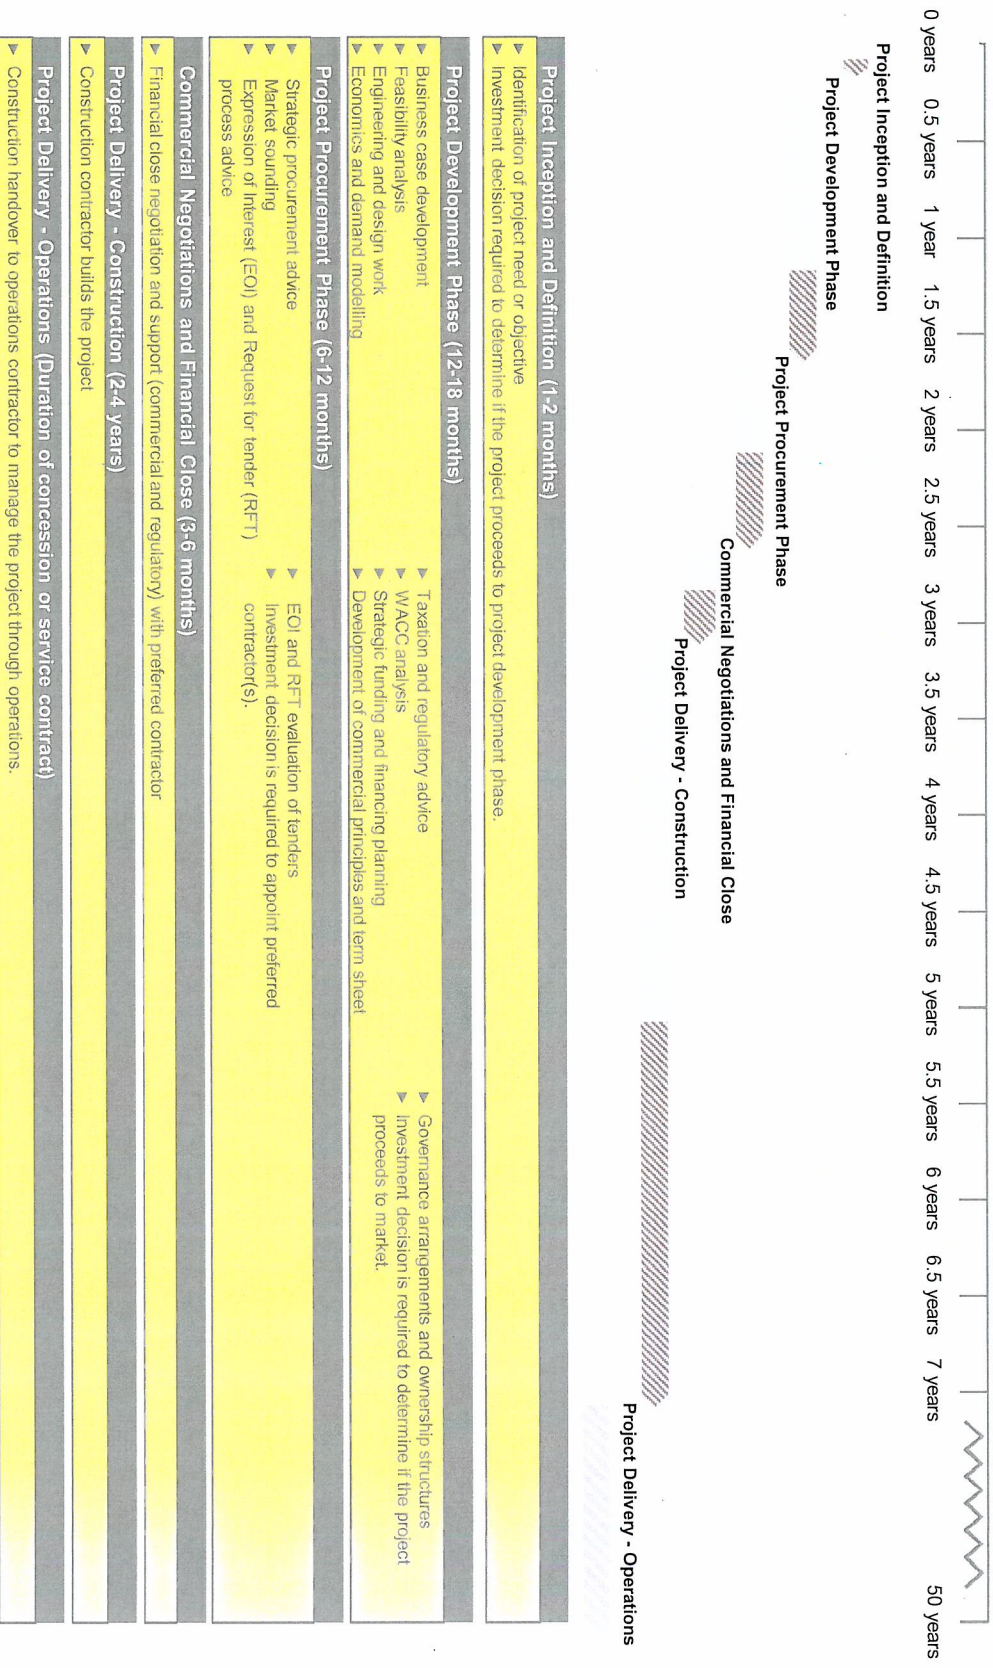 0 years 0.5 years 1 year 1.5 years 2 years 2.5 years 3 years 3.5 years 4 years 4.5 years 5 years 5.5 years 6 years 6.5 years 7 years 50 years
Project Inception and Definition
Project Development Phase
Project Procurement Phase
Commercial Negotiations and Financial Close
Project Delivery - Construction
Project Delivery - Operations
Project Inception and Definition (1-2 months)
Identification of project need or objective
Investment decision required to determine if the project proceeds to project development phase.
Project Development Phase (12-18 months)
Business case development
Feasibility analysis
Engineering and design work
Economics and demand modelling
Taxation and regulatory advice
WACC analysis
Strategic funding and financing planning
Development of commercial principles and term sheet
Governance arrangements and ownership structures
Investment decision is required to determine if the project
proceeds to market.
Project Procurement Phase (6-12 months)
Strategic procurement advice
Market sounding
Expression of Interest (EOI) and Request for tender (RFT)
process advice
EOI and RFT evaluation of tenders
Investment decision is required to appoint preferred
contractor(s).
Commercial Negotiations and Financial Close (3-6 months)
Financial close negotiation and support (commercial and regulatory) with preferred contractor
Project Delivery - Construction (2-4 years)
Construction contractor builds the project
Project Delivery - Operations (Duration of concession or service contract)
Construction handover to operations contractor to manage the project through operations.